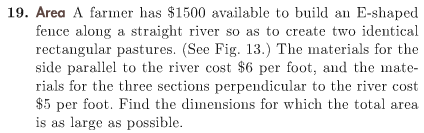 19. Area A farmer has $1500 available to build an E-shaped
fence along a straight river so as to create two identical
rectangular pastures. (See Fig. 13.) The materials for the
side parallel to the river cost $6 per foot, and the mate-
rials for the three sections perpendicular to the river cost
$5 per foot. Find the dimensions for which the total area
is as large as possible.